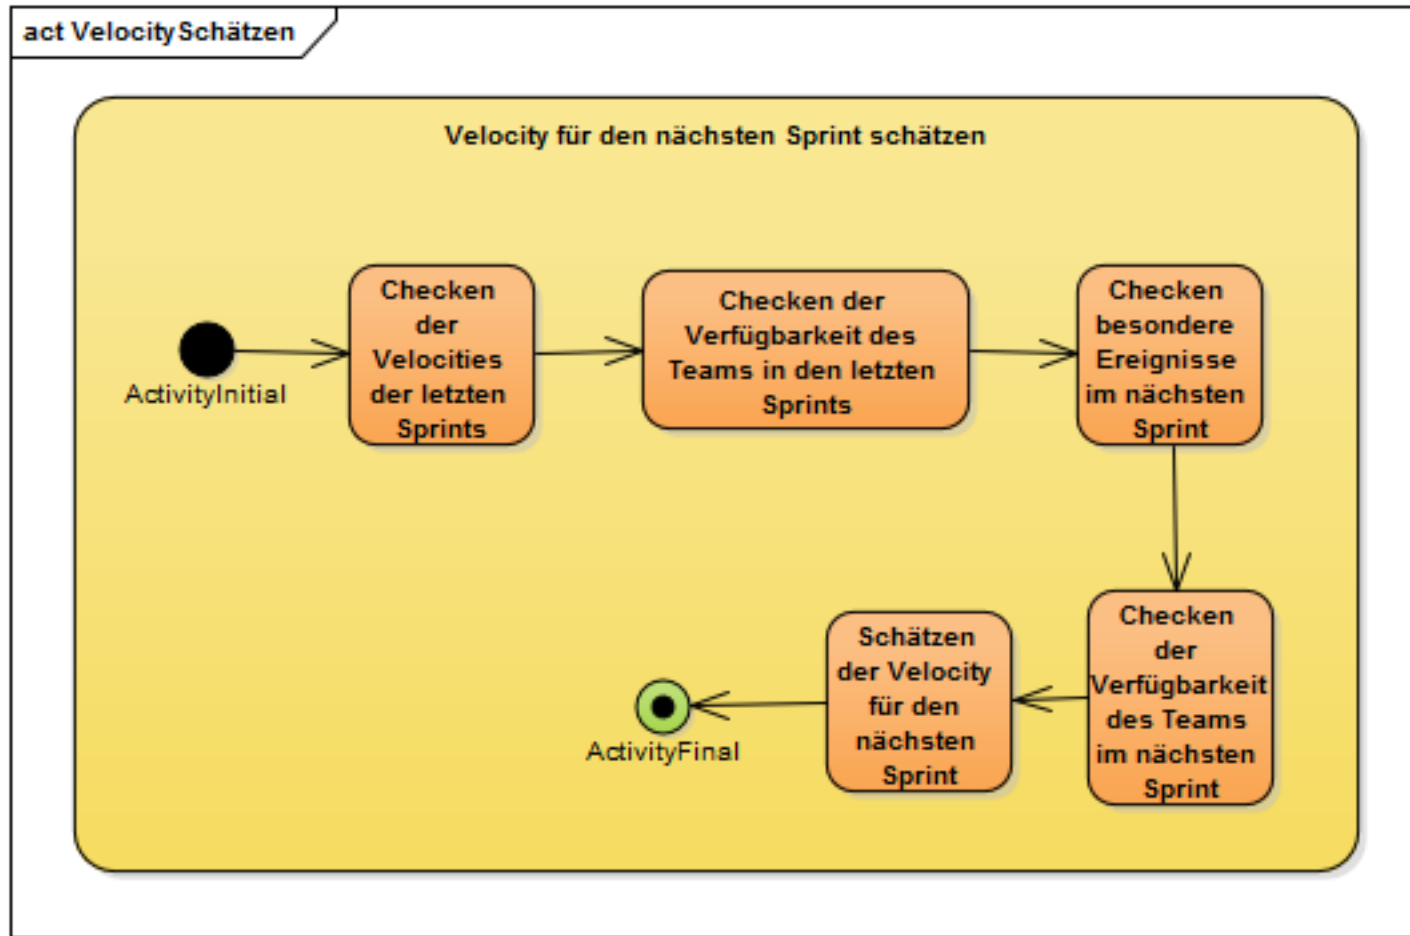 act VelocitySchätzen
Velocity für den nächsten Sprint schätzen
ActivityInitial
Checken
der
Velocities
der letzten
Sprints
Checken der
Verfügbarkeit des
Teams in den letzten
Sprints
Checken
besondere
Ereignisse
im nächsten
Sprint
Checken
der
Verfügbarkeit
des Teams
im nächsten
Sprint
Schätzen
der Velocity
für den
nächsten
Sprint
ActivityFinal